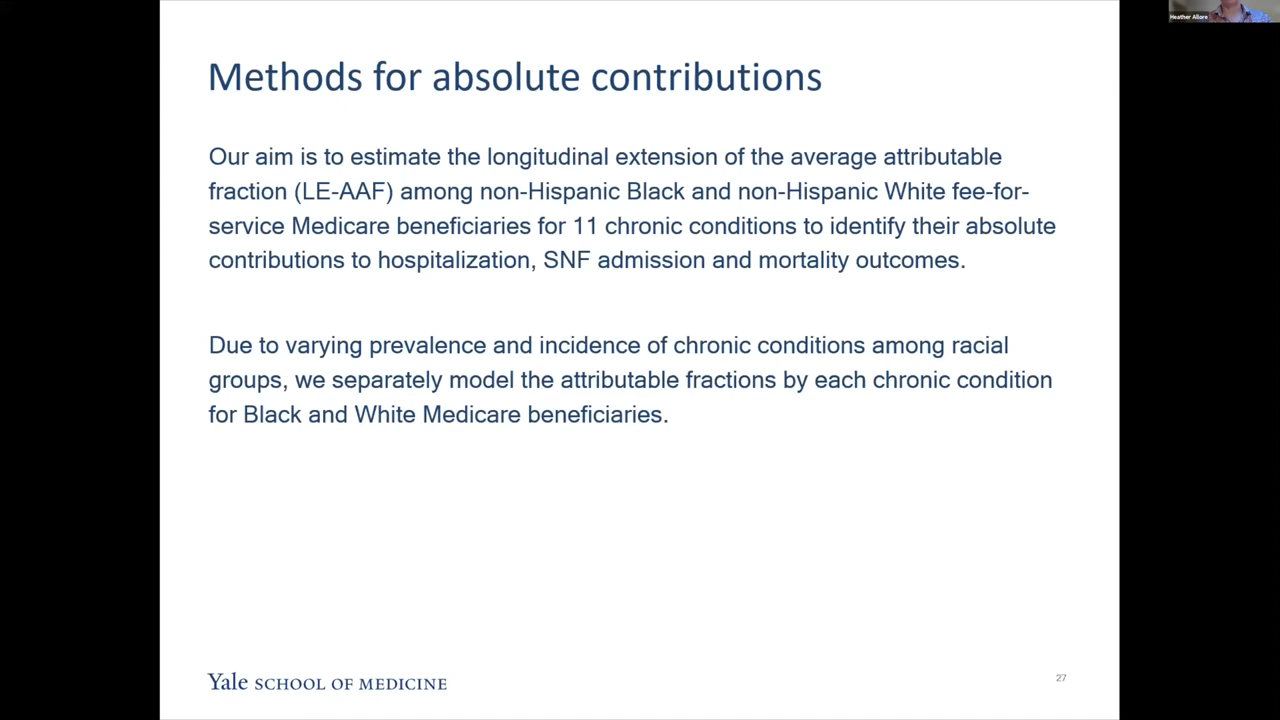 Heather Allore
Methods for absolute contributions
Our aim is to estimate the longitudinal extension of the average attributable
fraction (LE-AAF) among non-Hispanic Black and non-Hispanic White fee-for-
service Medicare beneficiaries for 11 chronic conditions to identify their absolute
contributions to hospitalization, SNF admission and mortality outcomes.
Due to varying prevalence and incidence of chronic conditions among racial
groups, we separately model the attributable fractions by each chronic condition
for Black and White Medicare beneficiaries.
Yale SCHOOL OF MEDICINE
27